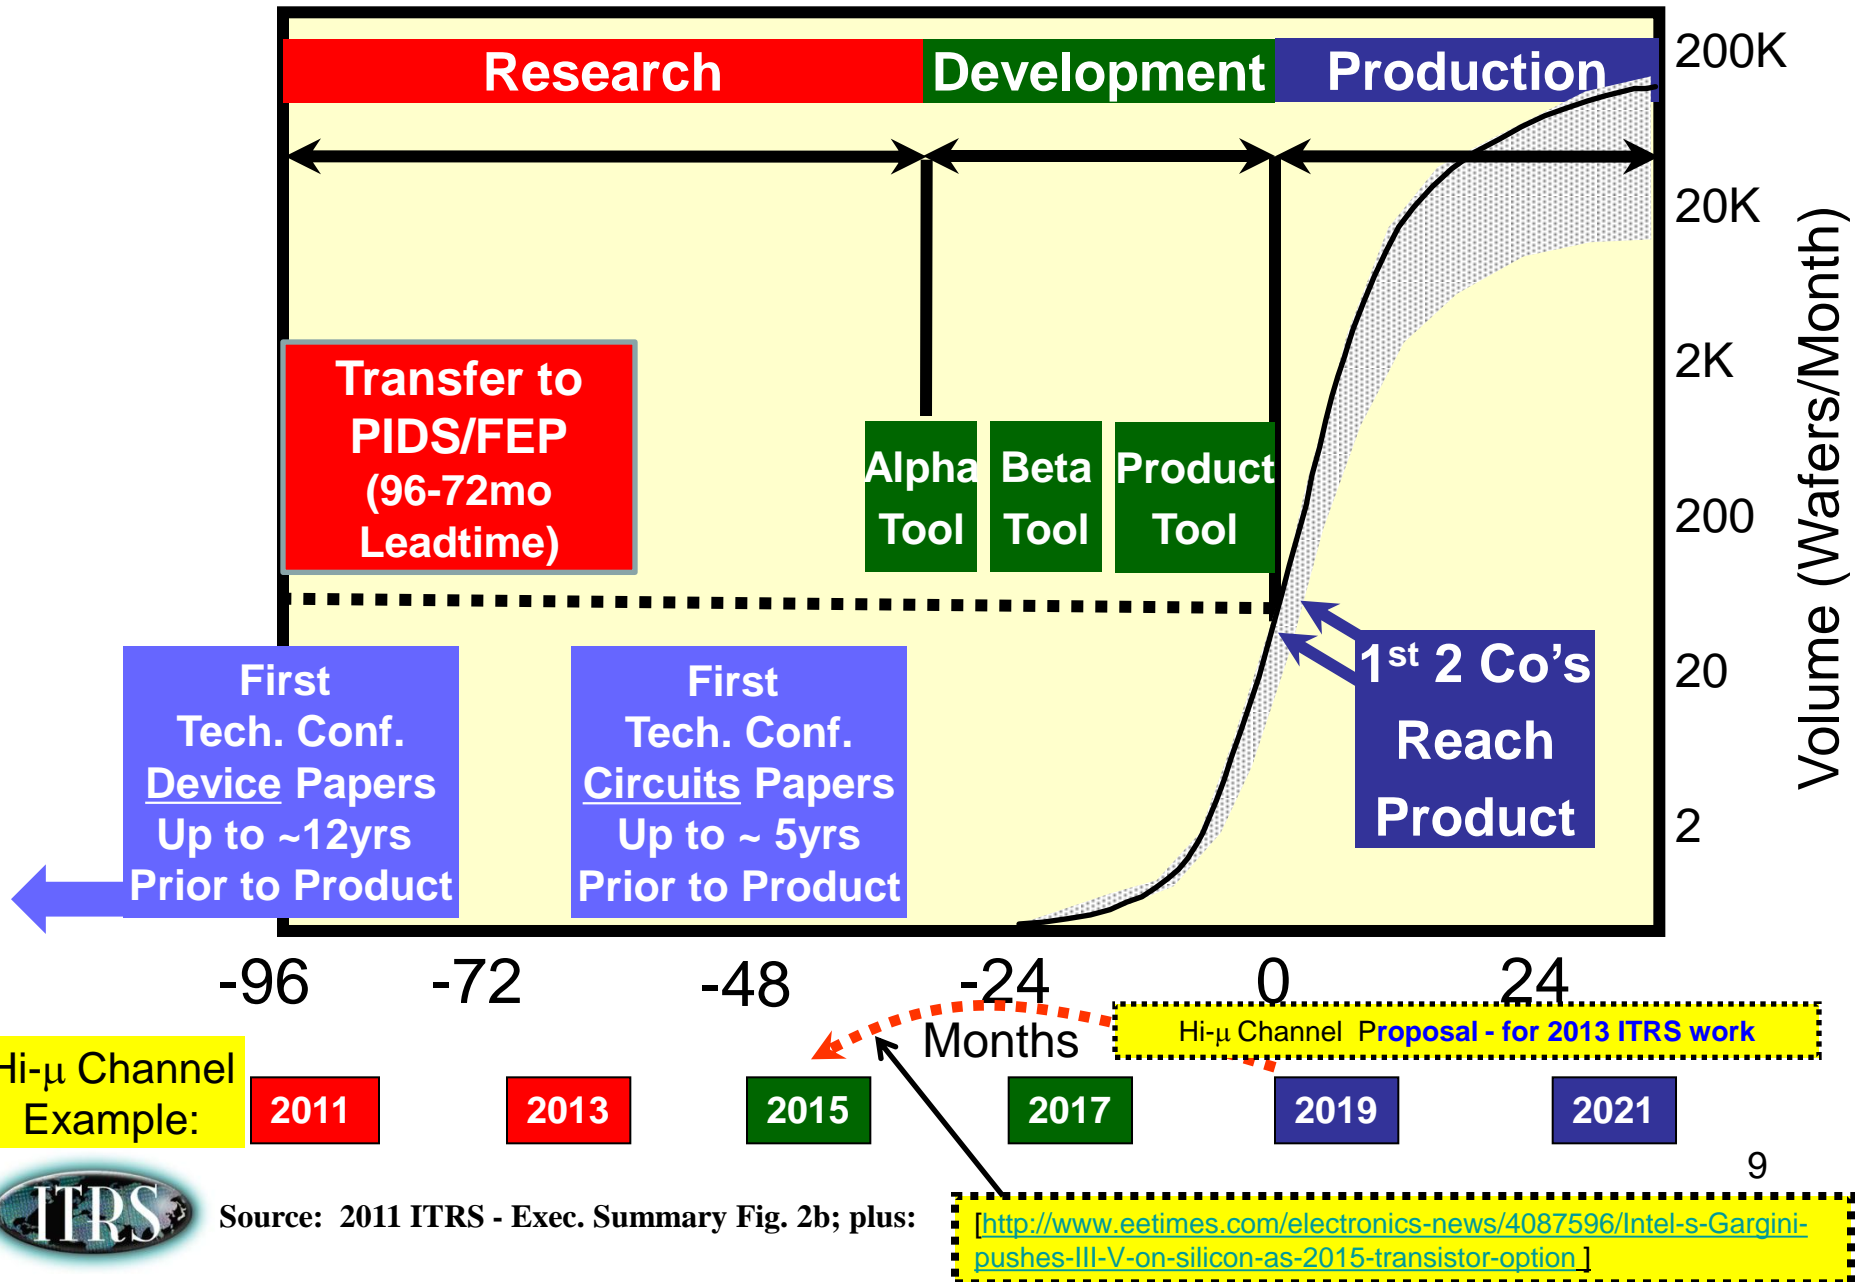 Research
Development
Production
200K
20K
2K
200
20
2
Volume (Wafers/Month)
Transfer to
PIDS/FEP
(96-72mo
Leadtime)
Alpha
Tool
Beta
Tool
Product
Tool
First
Tech. Conf.
Device Papers
Up to ~12yrs
Prior to Product
First
Tech. Conf.
Circuits Papers
Up to ~ 5yrs
Prior to Product
1st 2 Co's
Reach
Product
-96 -72 -48 -24 0 24
Months
Hi-μ Channel Proposal - for 2013 ITRS work
Hi-μ Channel
Example:
2011 2013 2015 2017 2019 2021
9
ITRS
Source: 2011 ITRS - Exec. Summary Fig. 2b; plus:
[http://www.eetimes.com/electronics-news/4087596/Intel-s-Gargini-
pushes-III-V-on-silicon-as-2015-transistor-option ]